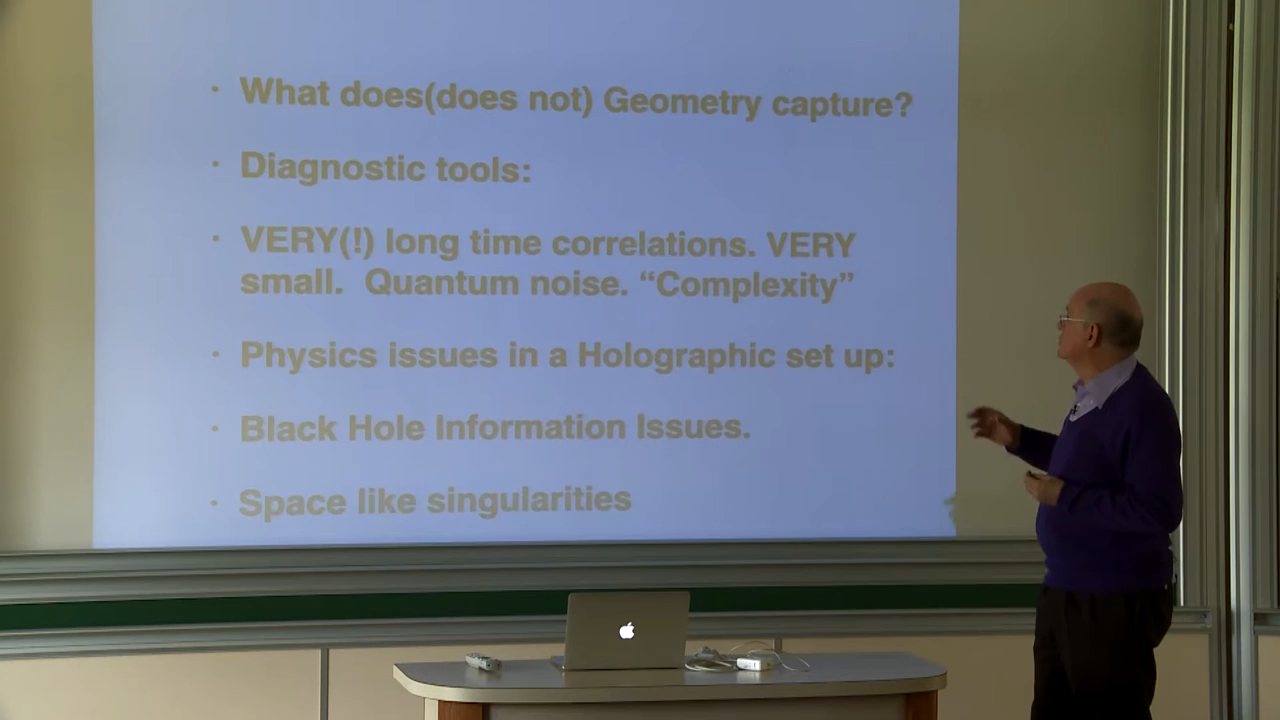 · What does(does not) Geometry capture?
· Diagnostic tools:
· VERY(!) long time correlations. VERY
small.  Quantum noise. “Complexity”
· Physics issues in a Holographic set up:
· Black Hole Information Issues.
· Space like singularities